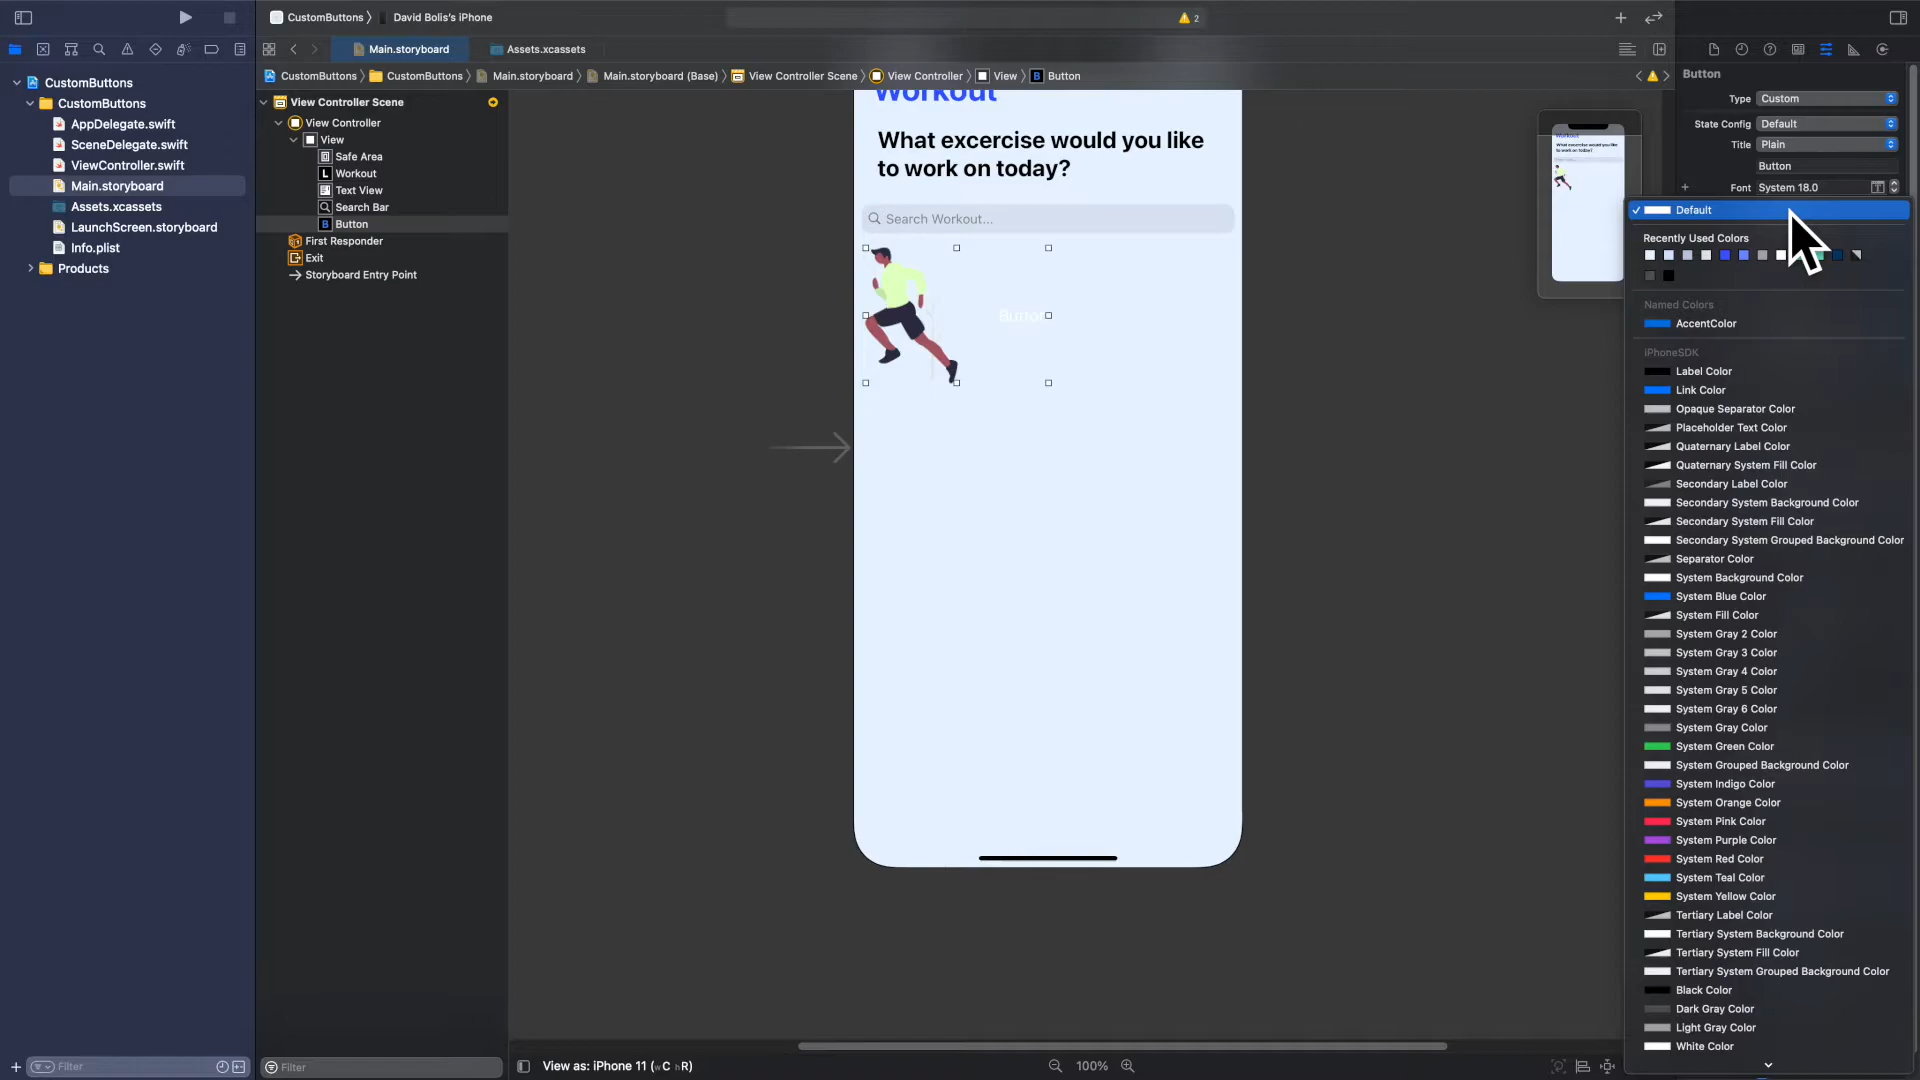 CustomButtons 〉 David Bolis's iPhone
2
Main.storyboard
Assets.xcassets
CustomButtons 〉 CustomButtons 〉 Main.storyboard 〉 Main.storyboard (Base) 〉 View Controller Scene 〉 View Controller 〉 View 〉 B Button
CustomButtons
CustomButtons
AppDelegate.swift
SceneDelegate.swift
ViewController.swift
Main.storyboard
Assets.xcassets
LaunchScreen.storyboard
Info.plist
Products
Filter
View Controller Scene
View Controller
View
Safe Area
L Workout
Text View
Search Bar
B Button
First Responder
Exit
Storyboard Entry Point
Filter
Workout
What excercise would you like
to work on today?
Search Workout...
Button
View as: iPhone 11 (wC hR)
100%
Button
Type Custom
State Config Default
Title Plain
Button
Font System 18.0
Default
Recently Used Colors
Named Colors
AccentColor
iPhoneSDK
Label Color
Link Color
Opaque Separator Color
Placeholder Text Color
Quaternary Label Color
Quaternary System Fill Color
Secondary Label Color
Secondary System Background Color
Secondary System Fill Color
Secondary System Grouped Background Color
Separator Color
System Background Color
System Blue Color
System Fill Color
System Gray 2 Color
System Gray 3 Color
System Gray 4 Color
System Gray 5 Color
System Gray 6 Color
System Gray Color
System Green Color
System Grouped Background Color
System Indigo Color
System Orange Color
System Pink Color
System Purple Color
System Red Color
System Teal Color
System Yellow Color
Tertiary Label Color
Tertiary System Background Color
Tertiary System Fill Color
Tertiary System Grouped Background Color
Black Color
Dark Gray Color
Light Gray Color
White Color